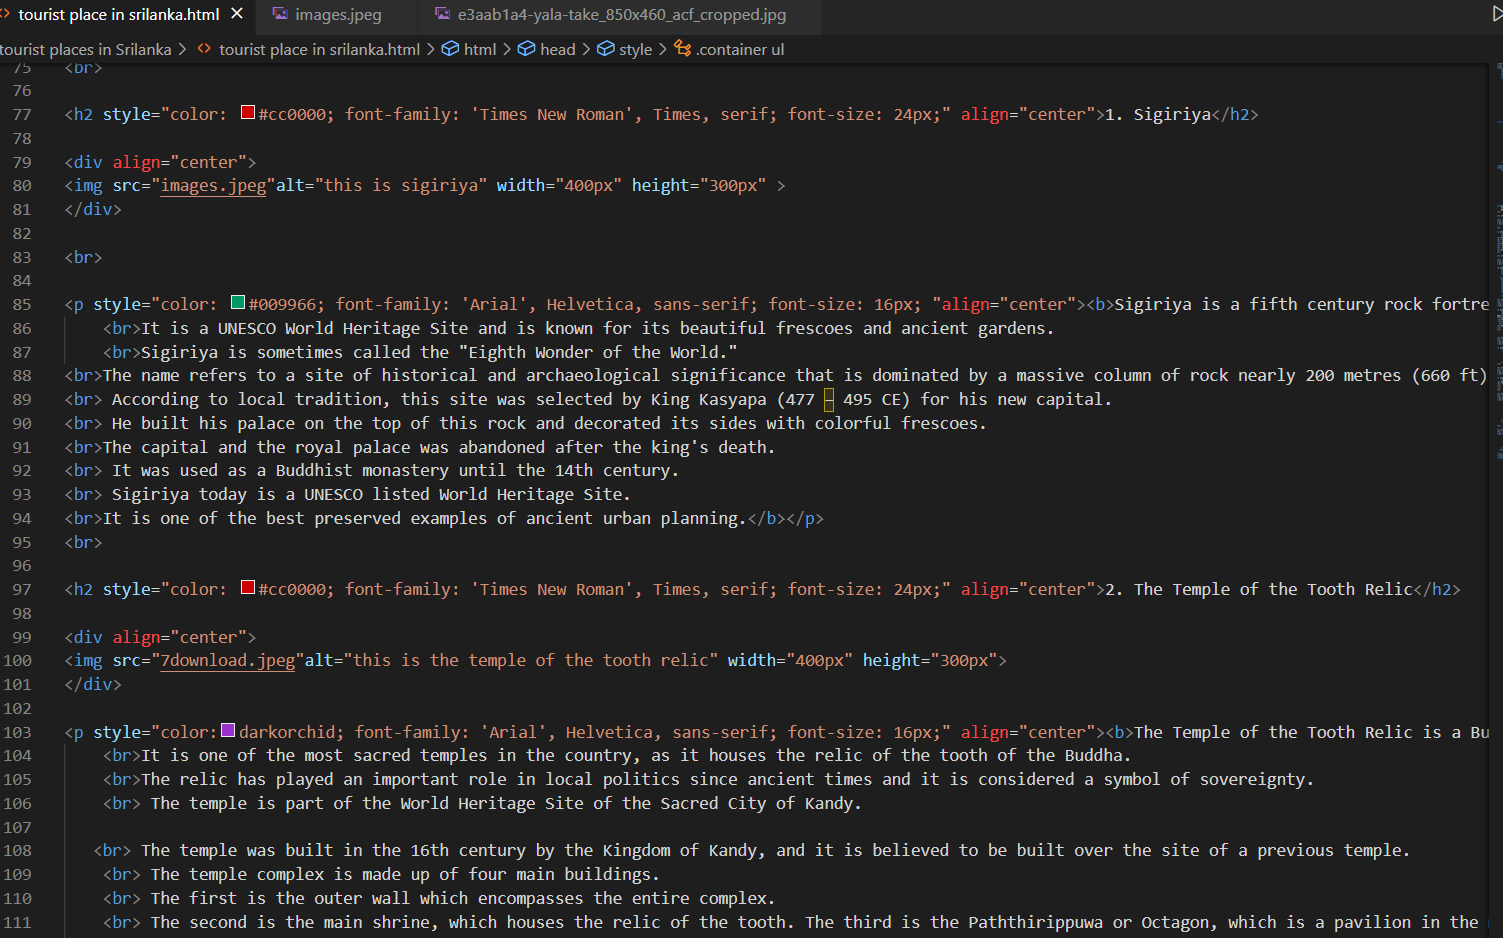 tourist place in srilanka.html × images.jpeg e3aab1a4-yala-take_850x460_acf_cropped.jpg
tourist places in Srilanka > tourist place in srilanka.html > html > head > style > .container ul
75 <br>
76
77 <h2 style="color: #cc0000; font-family: 'Times New Roman', Times, serif; font-size: 24px;" align="center">1. Sigiriya</h2>
78
79 <div align="center">
80 <img src="images.jpeg"alt="this is sigiriya" width="400px" height="300px" >
81 </div>
82
83 <br>
84
85 <p style="color: #009966; font-family: 'Arial', Helvetica, sans-serif; font-size: 16px; "align="center"><b>Sigiriya is a fifth century rock fortre
86 <br>It is a UNESCO World Heritage Site and is known for its beautiful frescoes and ancient gardens.
87 <br>Sigiriya is sometimes called the "Eighth Wonder of the World."
88 <br>The name refers to a site of historical and archaeological significance that is dominated by a massive column of rock nearly 200 metres (660 ft)
89 <br> According to local tradition, this site was selected by King Kasyapa (477 – 495 CE) for his new capital.
90 <br> He built his palace on the top of this rock and decorated its sides with colorful frescoes.
91 <br>The capital and the royal palace was abandoned after the king's death.
92 <br> It was used as a Buddhist monastery until the 14th century.
93 <br> Sigiriya today is a UNESCO listed World Heritage Site.
94 <br>It is one of the best preserved examples of ancient urban planning.</b></p>
95 <br>
96
97 <h2 style="color: #cc0000; font-family: 'Times New Roman', Times, serif; font-size: 24px;" align="center">2. The Temple of the Tooth Relic</h2>
98
99 <div align="center">
100 <img src="7download.jpeg"alt="this is the temple of the tooth relic" width="400px" height="300px">
101 </div>
102
103 <p style="color: darkorchid; font-family: 'Arial', Helvetica, sans-serif; font-size: 16px;" align="center"><b>The Temple of the Tooth Relic is a Bu
104 <br>It is one of the most sacred temples in the country, as it houses the relic of the tooth of the Buddha.
105 <br>The relic has played an important role in local politics since ancient times and it is considered a symbol of sovereignty.
106 <br> The temple is part of the World Heritage Site of the Sacred City of Kandy.
107
108 <br> The temple was built in the 16th century by the Kingdom of Kandy, and it is believed to be built over the site of a previous temple.
109 <br> The temple complex is made up of four main buildings.
110 <br> The first is the outer wall which encompasses the entire complex.
111 <br> The second is the main shrine, which houses the relic of the tooth. The third is the Paththirippuwa or Octagon, which is a pavilion in the